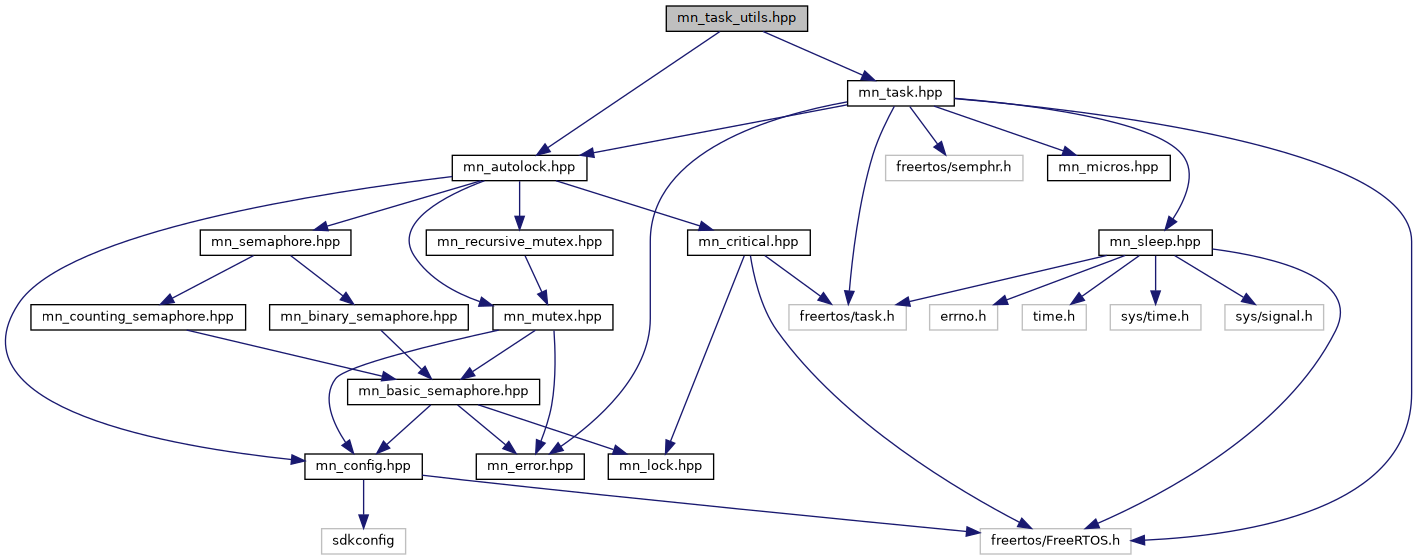 mn_task_utils.hpp
mn_task.hpp
mn_autolock.hpp
freertos/semphr.h
mn_micros.hpp
mn_semaphore.hpp
mn_recursive_mutex.hpp
mn_critical.hpp
mn_sleep.hpp
mn_counting_semaphore.hpp
mn_binary_semaphore.hpp
mn_mutex.hpp
freertos/task.h
errno.h
time.h
sys/time.h
sys/signal.h
mn_basic_semaphore.hpp
mn_config.hpp
mn_error.hpp
mn_lock.hpp
sdkconfig
freertos/FreeRTOS.h